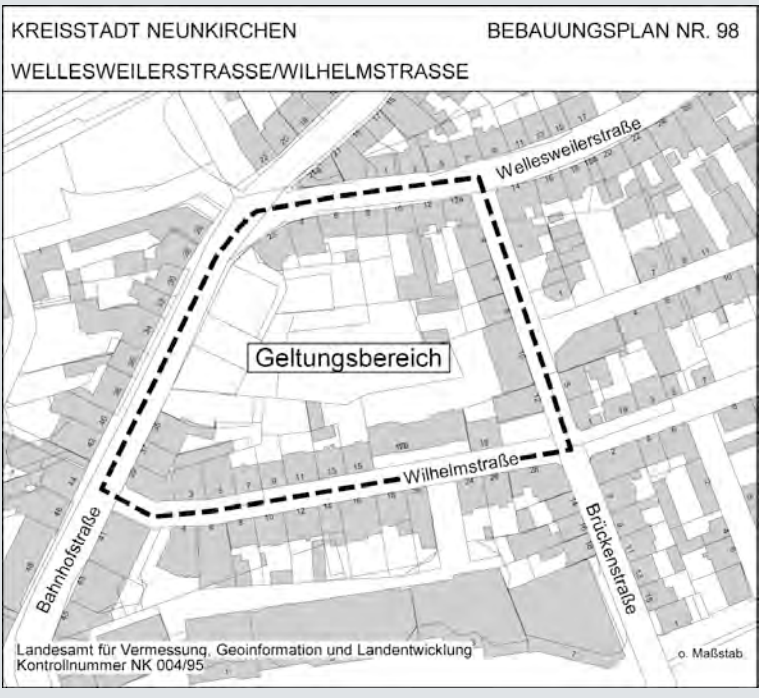 KREISSTADT NEUNKIRCHEN BEBAUUNGSPLAN NR. 98
WELLESWEILERSTRASSE/WILHELMSTRASSE
Wellesweilerstraße
Geltungsbereich
Wilhelmstraße
Bahnhofstraße
Brückenstraße
Landesamt für Vermessung, Geoinformation und Landentwicklung
Kontrollnummer NK 004/95
o. Maßstab